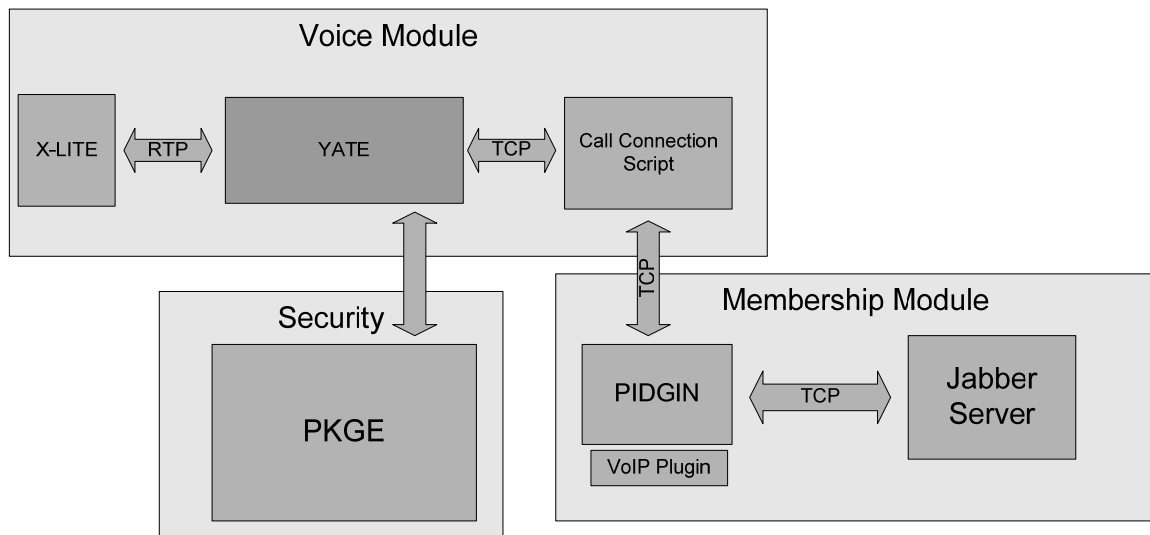 Voice Module
X-LITE
RTP
YATE
TCP
Call Connection
Script
TCP
Security
PKGE
Membership Module
PIDGIN
VoIP Plugin
TCP
Jabber
Server